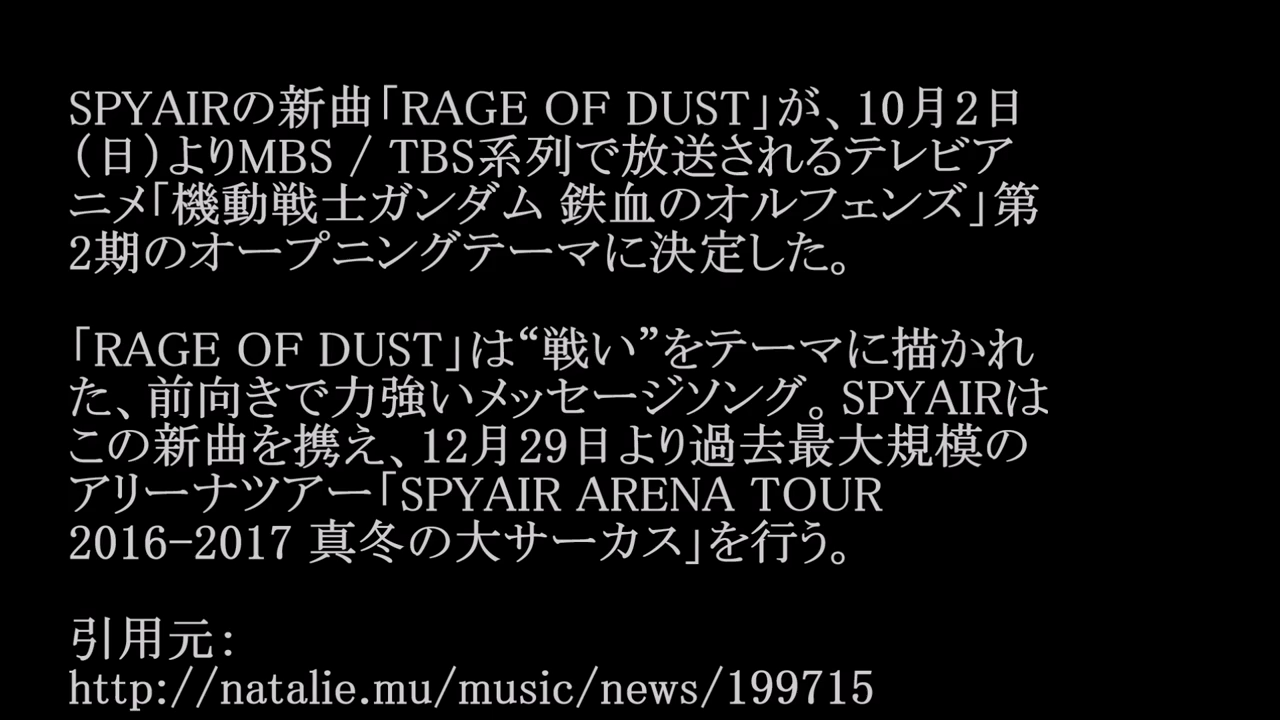 SPYAIRの新曲「RAGE OF DUST」が、10月2日
（日）よりMBS / TBS系列で放送されるテレビア
ニメ「機動戦士ガンダム 鉄血のオルフェンズ」第
2期のオープニングテーマに決定した。
「RAGE OF DUST」は“戦い”をテーマに描かれ
た、前向きで力強いメッセージソング。SPYAIRは
この新曲を携え、12月29日より過去最大規模の
アリーナツアー「SPYAIR ARENA TOUR
2016-2017 真冬の大サーカス」を行う。
引用元：
http://natalie.mu/music/news/199715